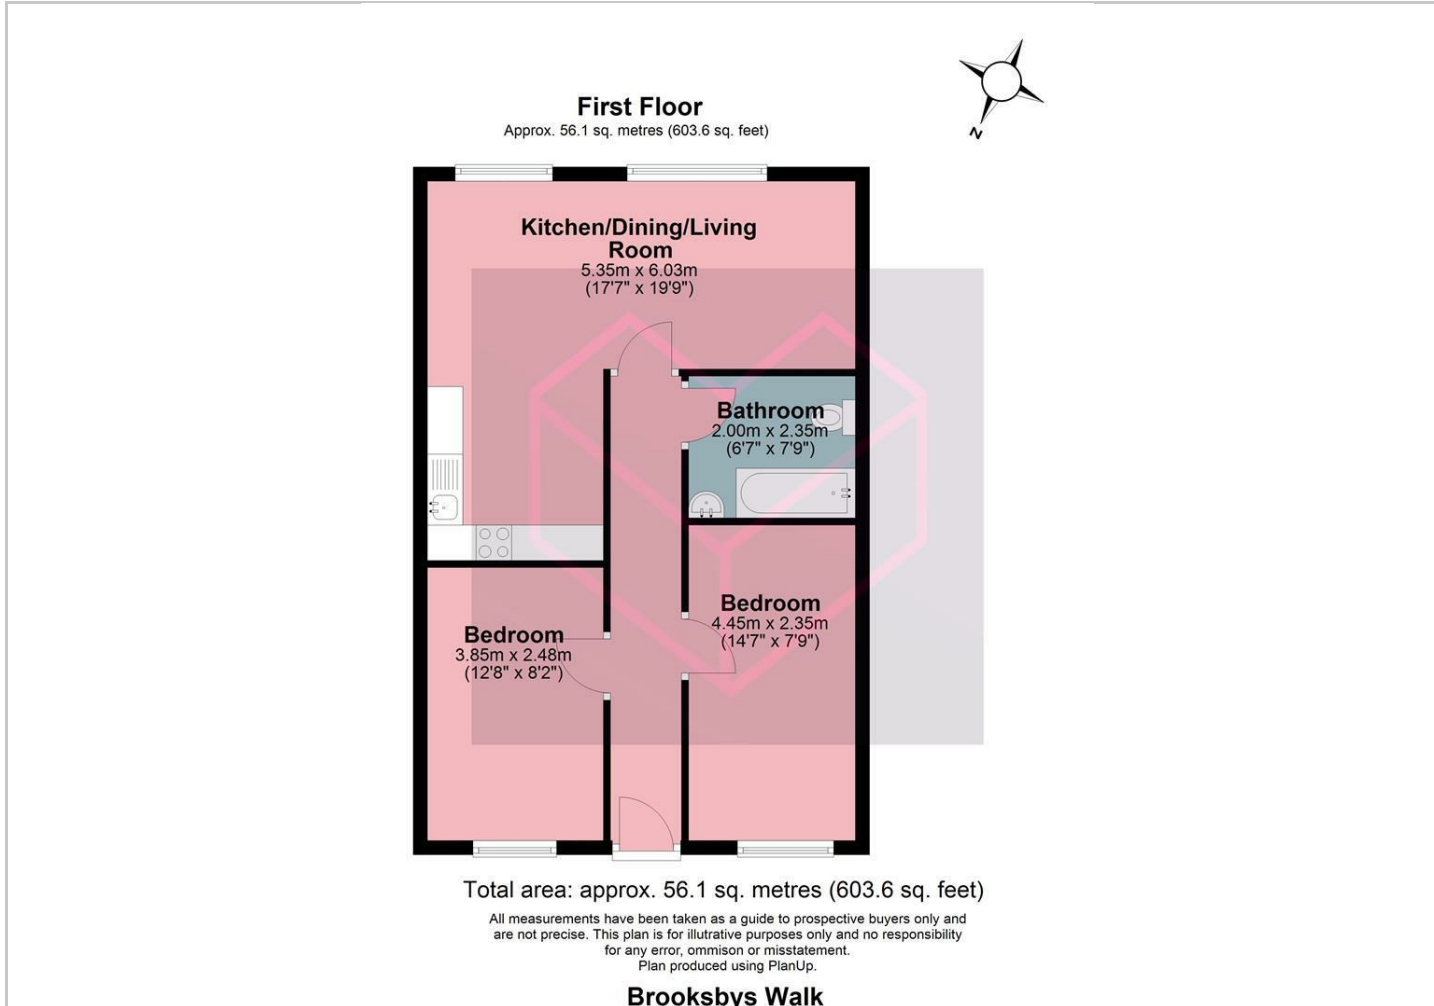 First Floor
Approx. 56.1 sq. metres (603.6 sq. feet)
N
Kitchen/Dining/Living
Room
5.35m x 6.03m
(17'7" x 19'9")
Bathroom
2.00m x 2.35m
(6'7" x 7'9")
Bedroom
4.45m x 2.35m
(14'7" x 7'9")
Bedroom
3.85m x 2.48m
(12'8" x 8'2")
Total area: approx. 56.1 sq. metres (603.6 sq. feet)
All measurements have been taken as a guide to prospective buyers only and
are not precise. This plan is for illutrative purposes only and no responsibility
for any error, ommison or misstatement.
Plan produced using PlanUp.
Brooksbys Walk